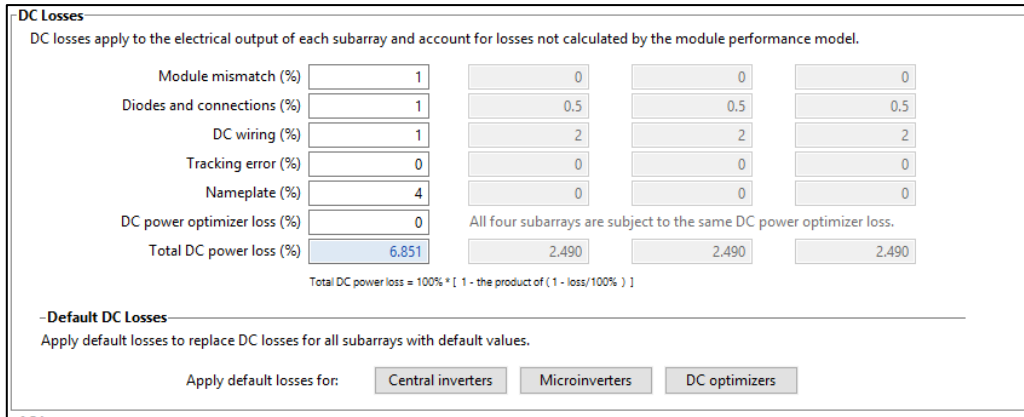 DC Losses
DC losses apply to the electrical output of each subarray and account for losses not calculated by the module performance model.
Module mismatch (%) 1 0 0 0
Diodes and connections (%) 1 0.5 0.5 0.5
DC wiring (%) 1 2 2 2
Tracking error (%) 0 0 0 0
Nameplate (%) 4 0 0 0
DC power optimizer loss (%) 0 All four subarrays are subject to the same DC power optimizer loss.
Total DC power loss (%) 6.851 2.490 2.490 2.490
Total DC power loss = 100% * [ 1 - the product of ( 1 - loss/100% ) ]
Default DC Losses
Apply default losses to replace DC losses for all subarrays with default values.
Apply default losses for: Central inverters Microinverters DC optimizers